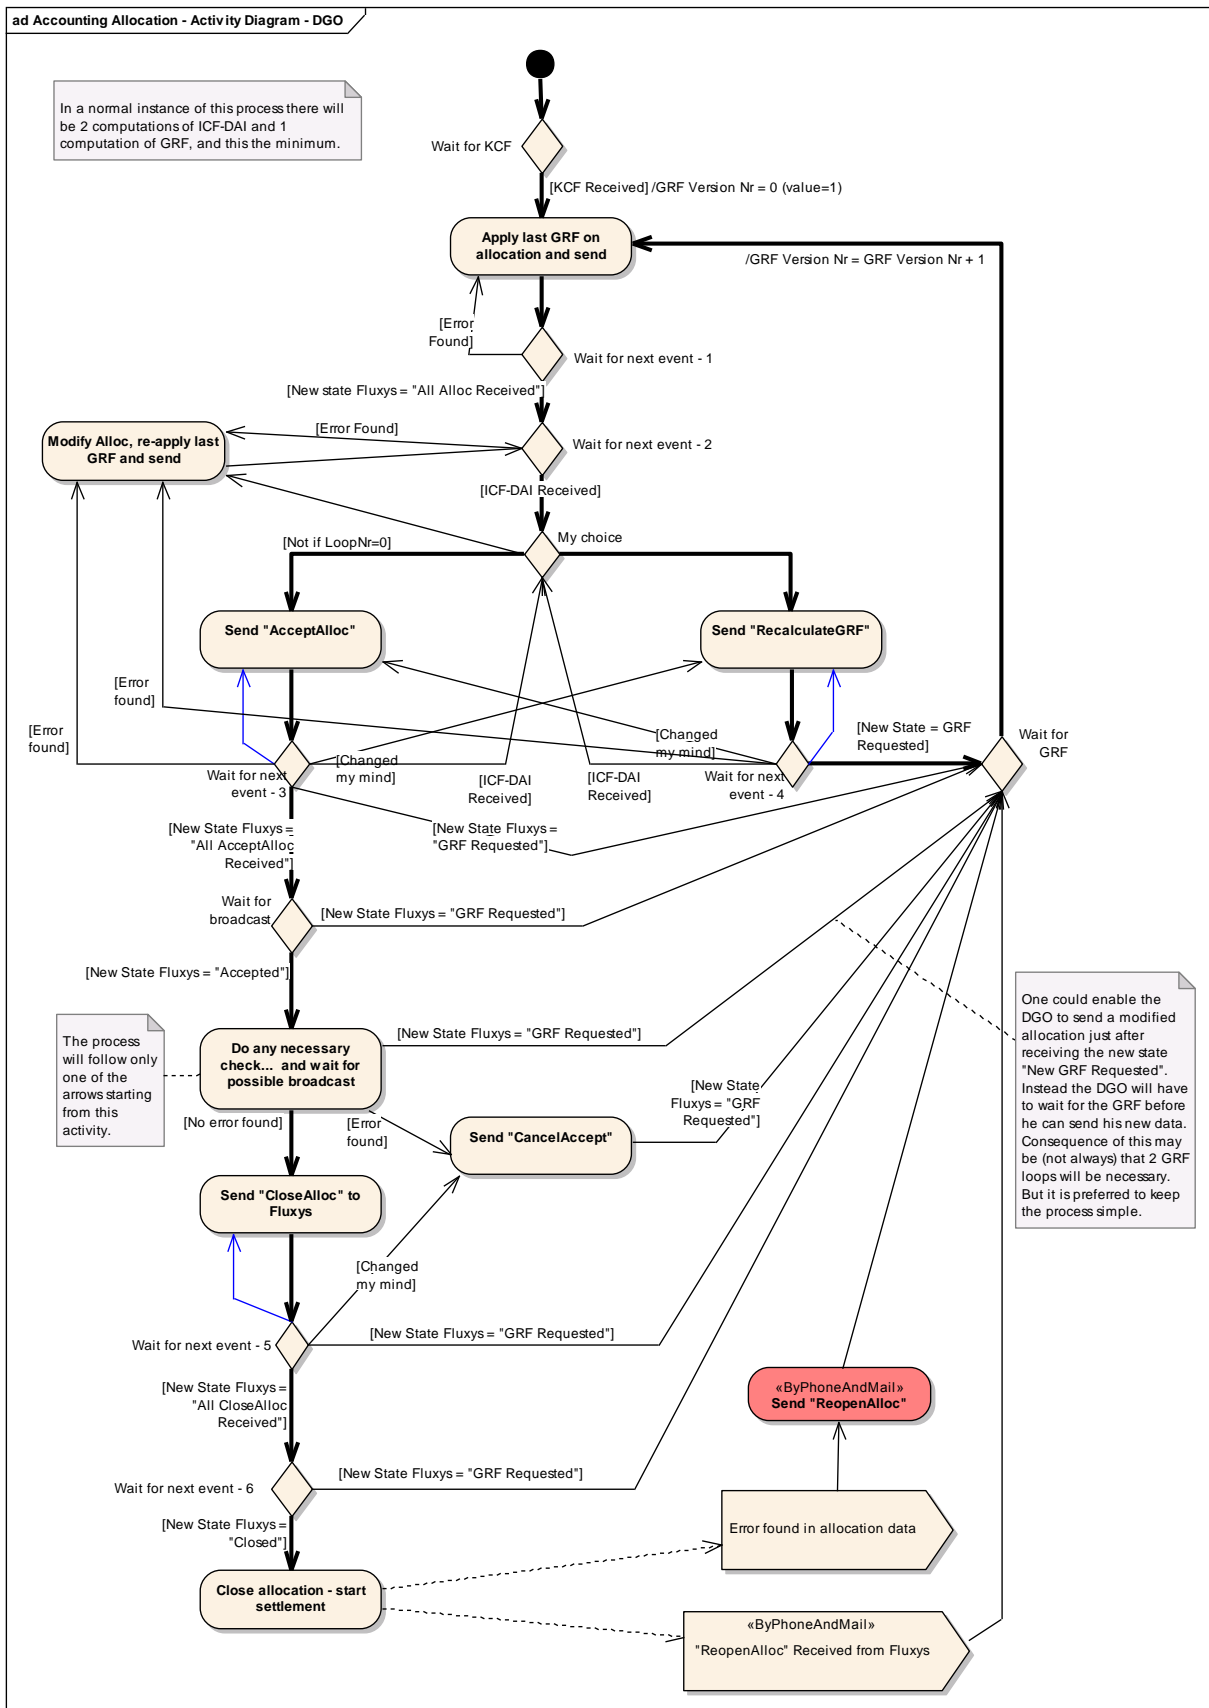 ad Accounting Allocation - Activity Diagram - DGO
In a normal instance of this process there will
be 2 computations of ICF-DAI and 1
computation of GRF, and this the minimum.
Wait for KCF
[KCF Received] /GRF Version Nr = 0 (value=1)
Apply last GRF on
allocation and send
/GRF Version Nr = GRF Version Nr + 1
[Error
Found]
Wait for next event - 1
[New state Fluxys = "All Alloc Received"]
Modify Alloc, re-apply last
GRF and send
[Error Found]
Wait for next event - 2
[ICF-DAI Received]
[Not if LoopNr=0]
My choice
Send "AcceptAlloc"
Send "RecalculateGRF"
[Error
found]
[Error
found]
[Changed
my mind]
[Changed
my mind]
[New State = GRF
Requested]
Wait for
GRF
Wait for next
event - 3
[ICF-DAI
Received]
[ICF-DAI
Received]
Wait for next
event - 4
[New State Fluxys =
"All AcceptAlloc
Received"]
[New State Fluxys =
"GRF Requested"]
Wait for
broadcast
[New State Fluxys = "GRF Requested"]
[New State Fluxys = "Accepted"]
The process
will follow only
one of the
arrows starting
from this
activity.
Do any necessary
check... and wait for
possible broadcast
[New State Fluxys = "GRF Requested"]
One could enable the
DGO to send a modified
allocation just after
receiving the new state
"New GRF Requested".
Instead the DGO will have
to wait for the GRF before
he can send his new data.
Consequence of this may
be (not always) that 2 GRF
loops will be necessary.
But it is preferred to keep
the process simple.
[No error found]
[Error
found]
[New State
Fluxys = "GRF
Requested"]
Send "CancelAccept"
Send "CloseAlloc" to
Fluxys
[Changed
my mind]
Wait for next event - 5
[New State Fluxys = "GRF Requested"]
[New State Fluxys =
"All CloseAlloc
Received"]
«ByPhoneAndMail»
Send "ReopenAlloc"
Wait for next event - 6
[New State Fluxys = "GRF Requested"]
[New State Fluxys =
"Closed"]
Error found in allocation data
Close allocation - start
settlement
«ByPhoneAndMail»
"ReopenAlloc" Received from Fluxys